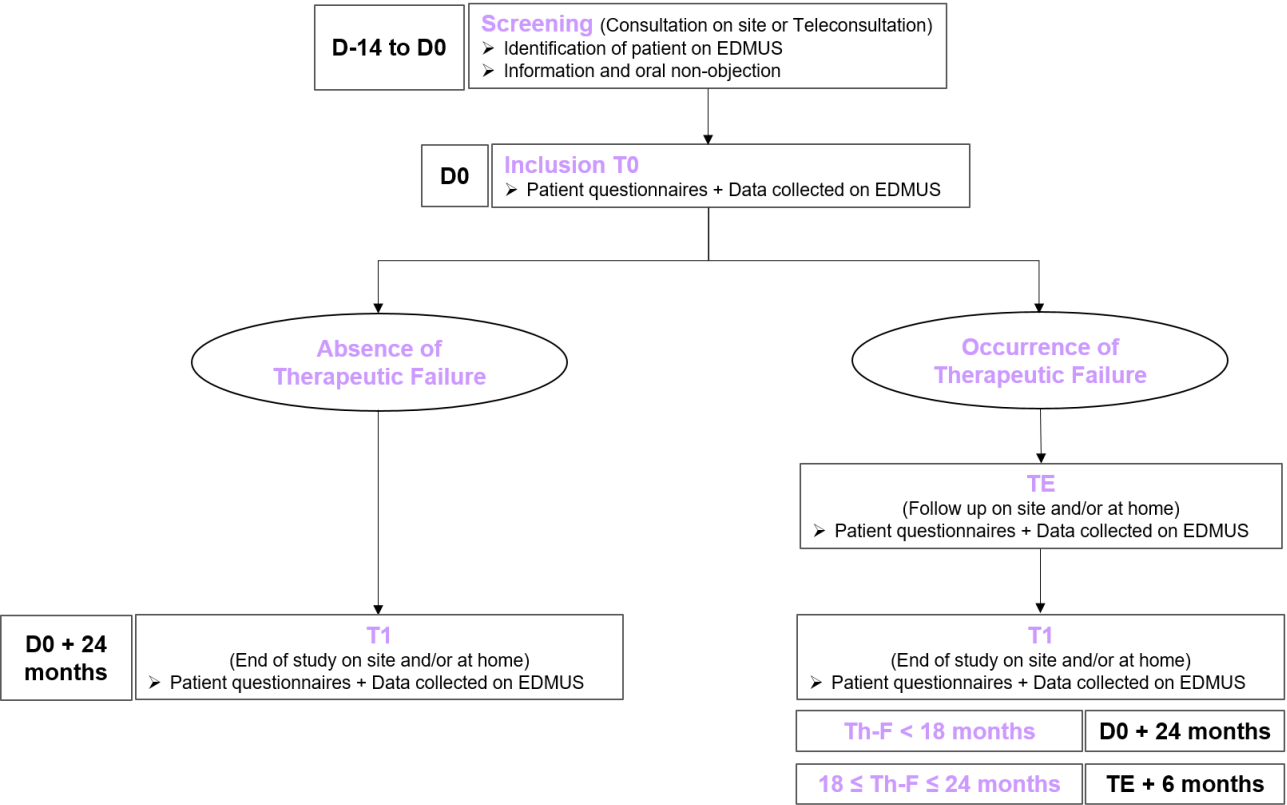 D-14 to D0
Screening (Consultation on site or Teleconsultation)
➢ Identification of patient on EDMUS
➢ Information and oral non-objection
D0
Inclusion T0
➢ Patient questionnaires + Data collected on EDMUS
Absence of
Therapeutic Failure
Occurrence of
Therapeutic Failure
TE
(Follow up on site and/or at home)
➢ Patient questionnaires + Data collected on EDMUS
D0 + 24
months
T1
(End of study on site and/or at home)
➢ Patient questionnaires + Data collected on EDMUS
T1
(End of study on site and/or at home)
➢ Patient questionnaires + Data collected on EDMUS
Th-F < 18 months
D0 + 24 months
18 ≤ Th-F ≤ 24 months
TE + 6 months